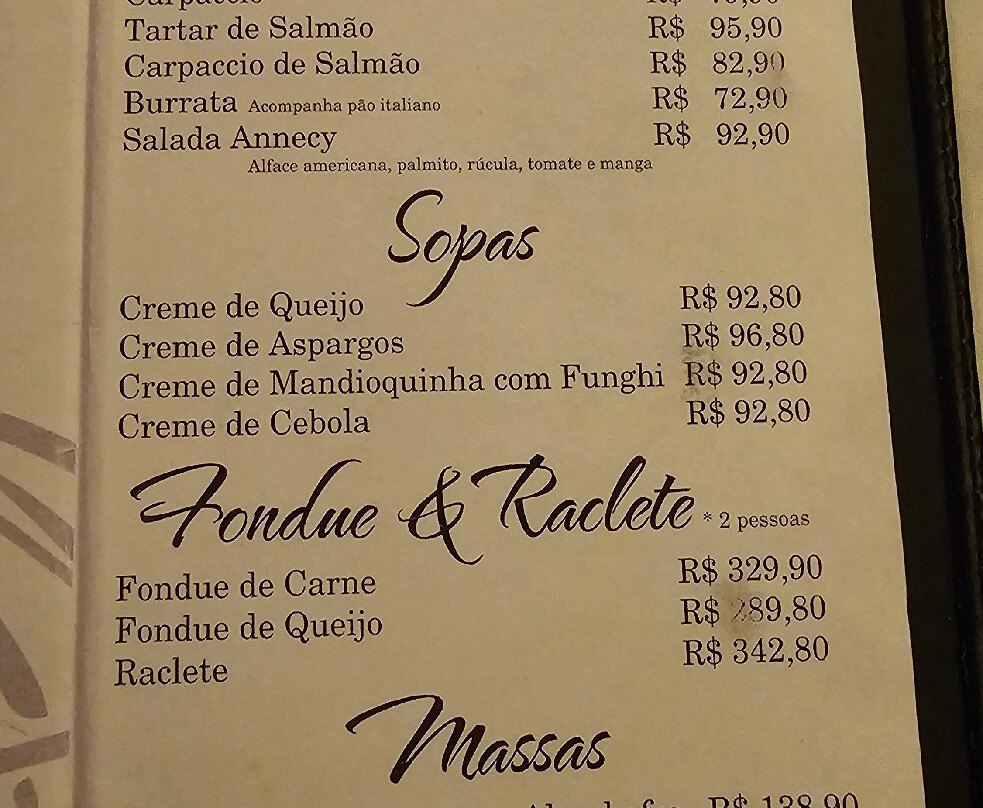 Carpaccio R$
Tartar de Salmão R$ 95,90
Carpaccio de Salmão R$ 82,90
Burrata Acompanha pão italiano R$ 72,90
Salada Annecy R$ 92,90
Alface americana, palmito, rúcula, tomate e manga
Sopas
Creme de Queijo R$ 92,80
Creme de Aspargos R$ 96,80
Creme de Mandioquinha com Funghi R$ 92,80
Creme de Cebola R$ 92,80
Fondue & Raclete * 2 pessoas
Fondue de Carne R$ 329,90
Fondue de Queijo R$ 289,80
Raclete R$ 342,80
Massas
R$ 138,90